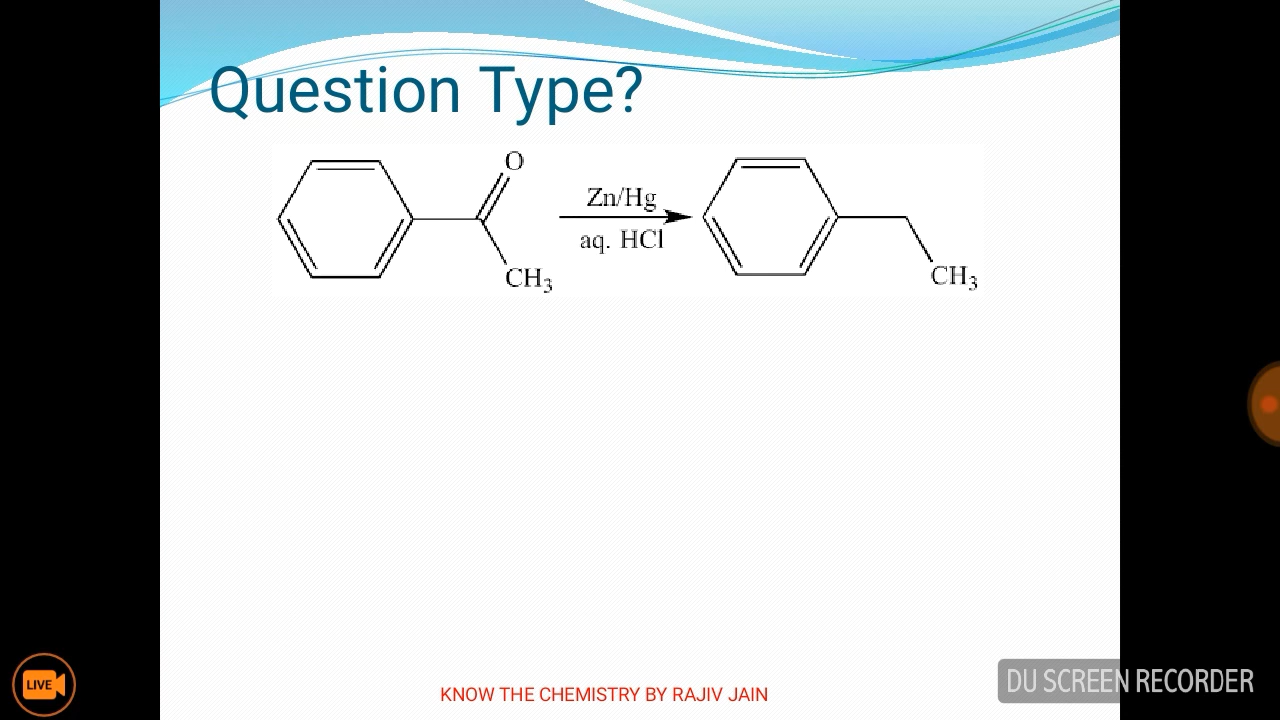 Question Type?
O
Zn/Hg
aq. HCl
CH₃
CH₃
LIVE
KNOW THE CHEMISTRY BY RAJIV JAIN
DU SCREEN RECORDER